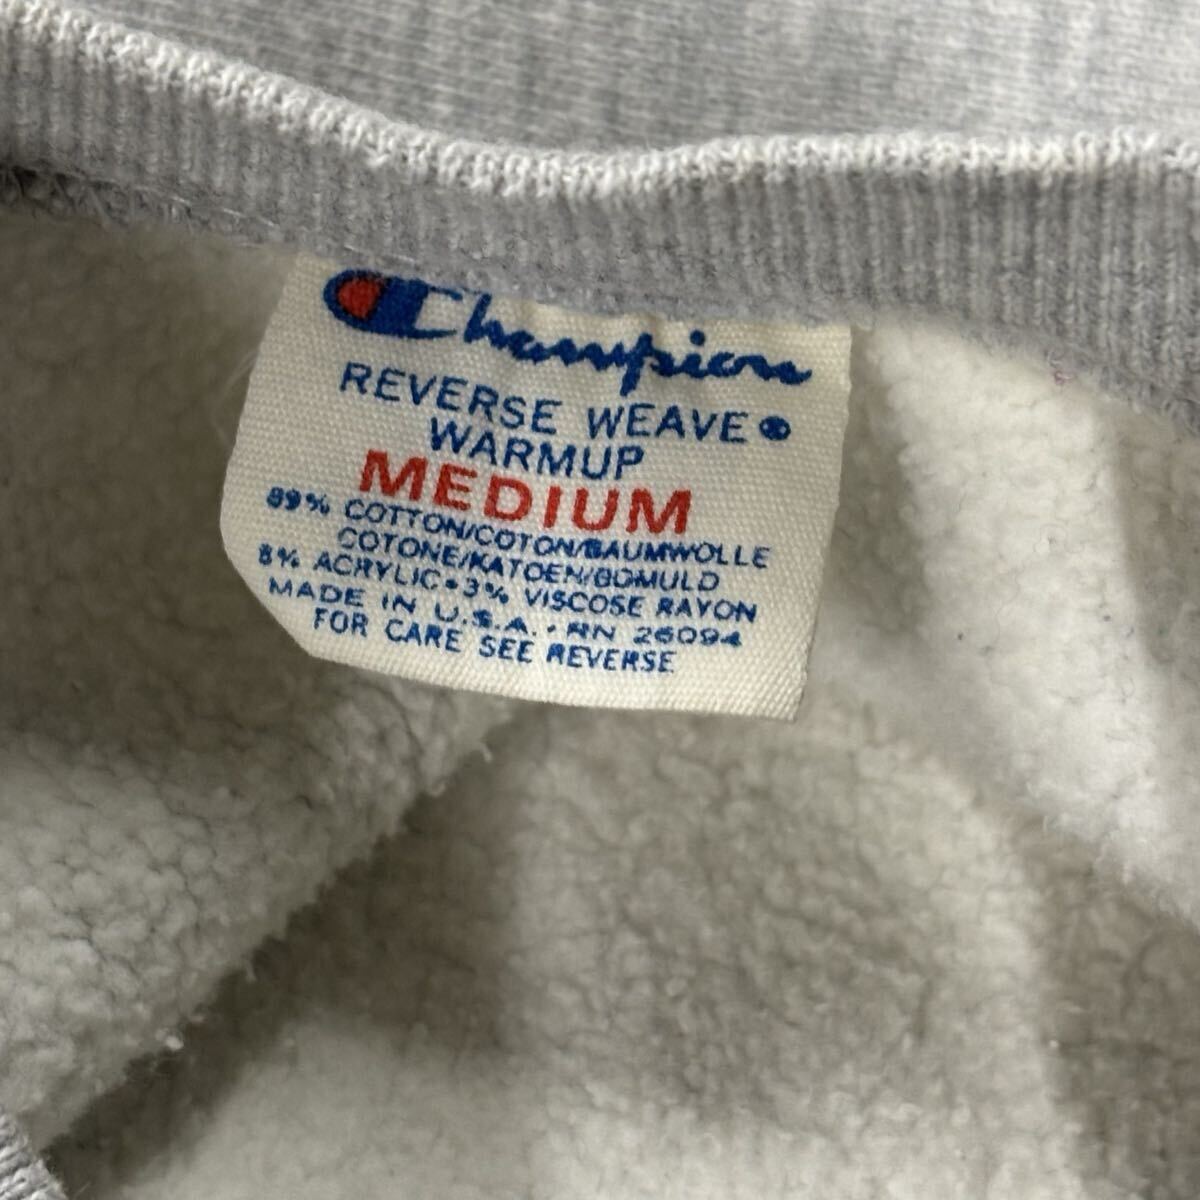 Champion
REVERSE WEAVE®
WARMUP
MEDIUM
89% COTTON/COTON/BAUMWOLLE
COTONE/KATOEN/BOMULD
8% ACRYLIC•3% VISCOSE RAYON
MADE IN U.S.A. • RN 26094
FOR CARE SEE REVERSE